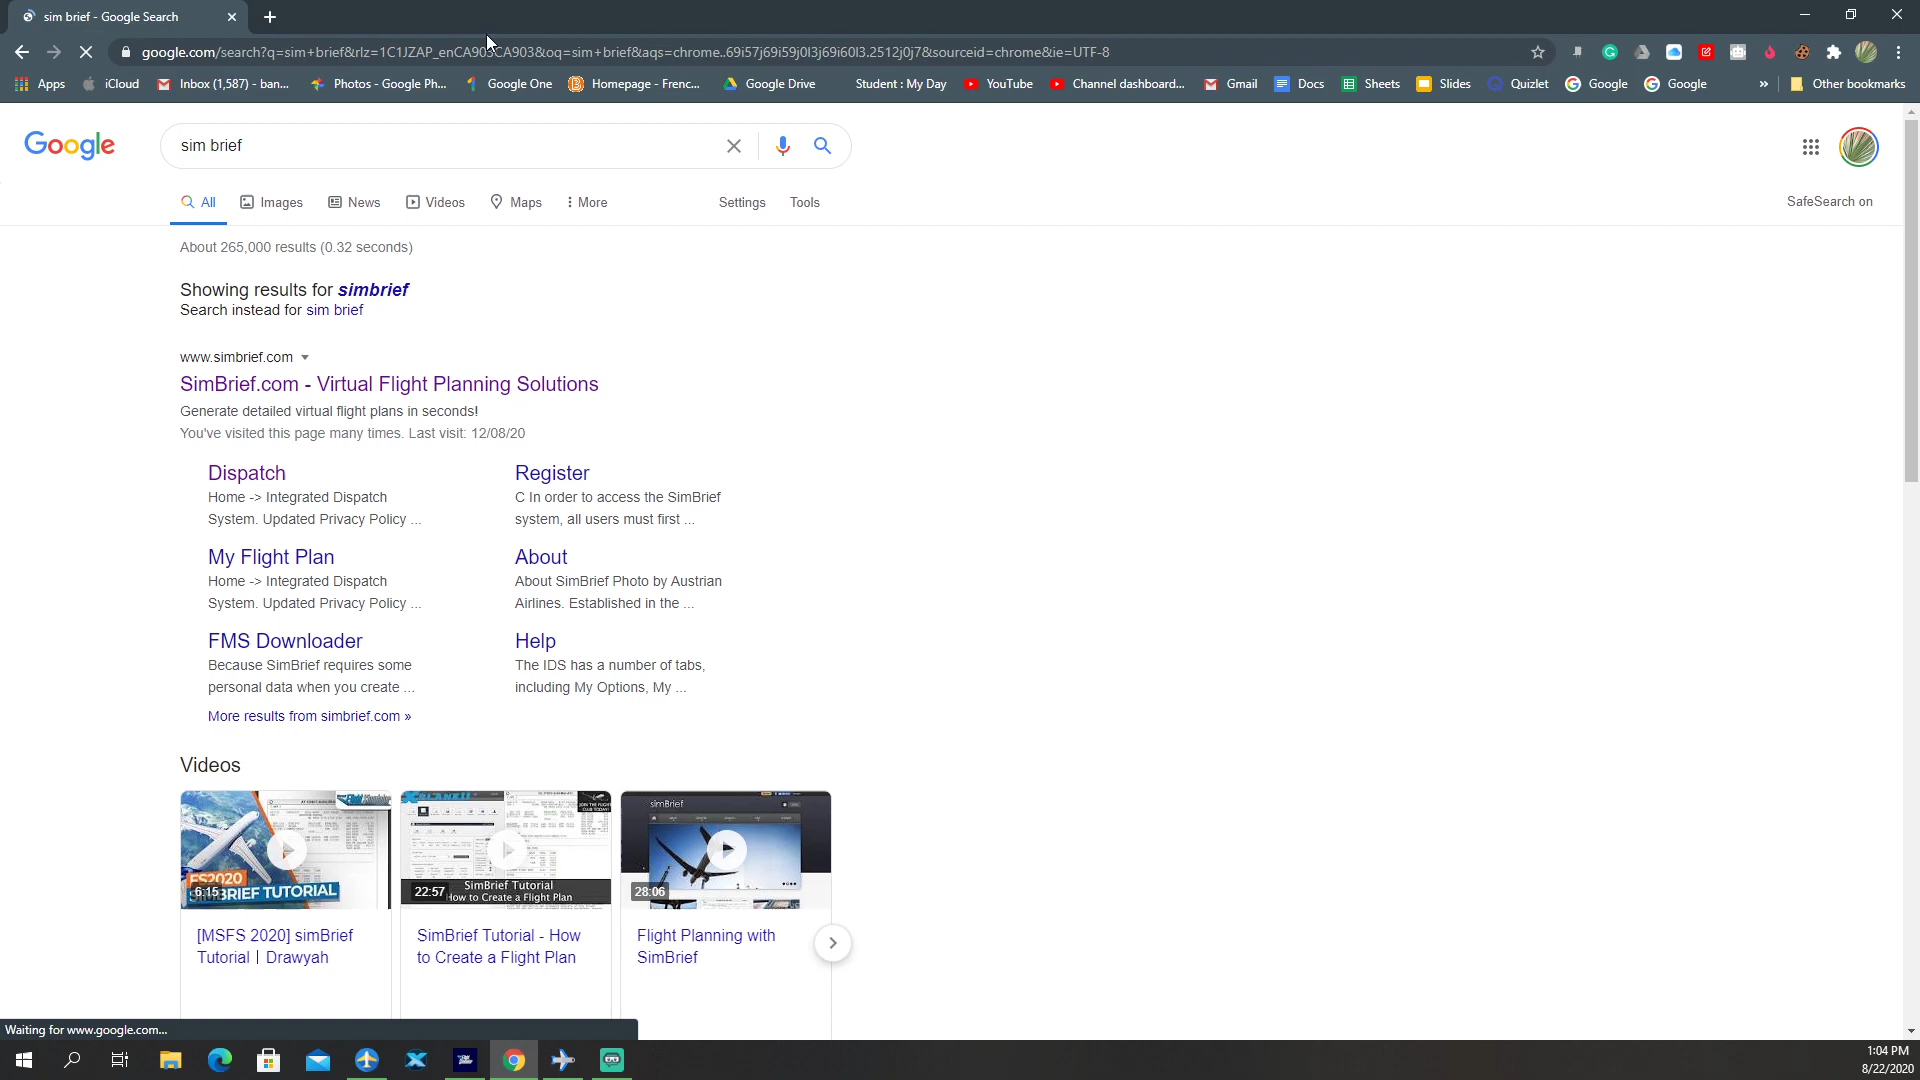 sim brief - Google Search
google.com/search?q=sim+brief&rlz=1C1JZAP_enCA903CA903&oq=sim+brief&aqs=chrome..69i57j69i59j0l3j69i60l3.2512j0j7&sourceid=chrome&ie=UTF-8
Apps iCloud Inbox (1,587) - ban... Photos - Google Ph... Google One Homepage - Frenc... Google Drive Student : My Day YouTube Channel dashboard... Gmail Docs Sheets Slides Quizlet Google Google » Other bookmarks
Google sim brief
All Images News Videos Maps More Settings Tools SafeSearch on
About 265,000 results (0.32 seconds)
Showing results for simbrief
Search instead for sim brief
www.simbrief.com
SimBrief.com - Virtual Flight Planning Solutions
Generate detailed virtual flight plans in seconds!
You've visited this page many times. Last visit: 12/08/20
Dispatch
Home -> Integrated Dispatch
System. Updated Privacy Policy ...
Register
C In order to access the SimBrief
system, all users must first ...
My Flight Plan
Home -> Integrated Dispatch
System. Updated Privacy Policy ...
About
About SimBrief Photo by Austrian
Airlines. Established in the ...
FMS Downloader
Because SimBrief requires some
personal data when you create ...
Help
The IDS has a number of tabs,
including My Options, My ...
More results from simbrief.com »
Videos
FS2020
6:15
BRIEF TUTORIAL
[MSFS 2020] simBrief
Tutorial | Drawyah
22:57
SimBrief Tutorial
How to Create a Flight Plan
SimBrief Tutorial - How
to Create a Flight Plan
simBrief
28:06
Flight Planning with
SimBrief
Waiting for www.google.com...
1:04 PM
8/22/2020